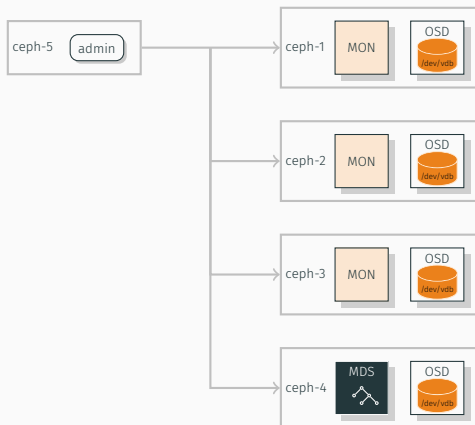 ceph-5 admin
ceph-1 MON OSD
/dev/vdb
ceph-2 MON OSD
/dev/vdb
ceph-3 MON OSD
/dev/vdb
ceph-4 MDS OSD
/dev/vdb